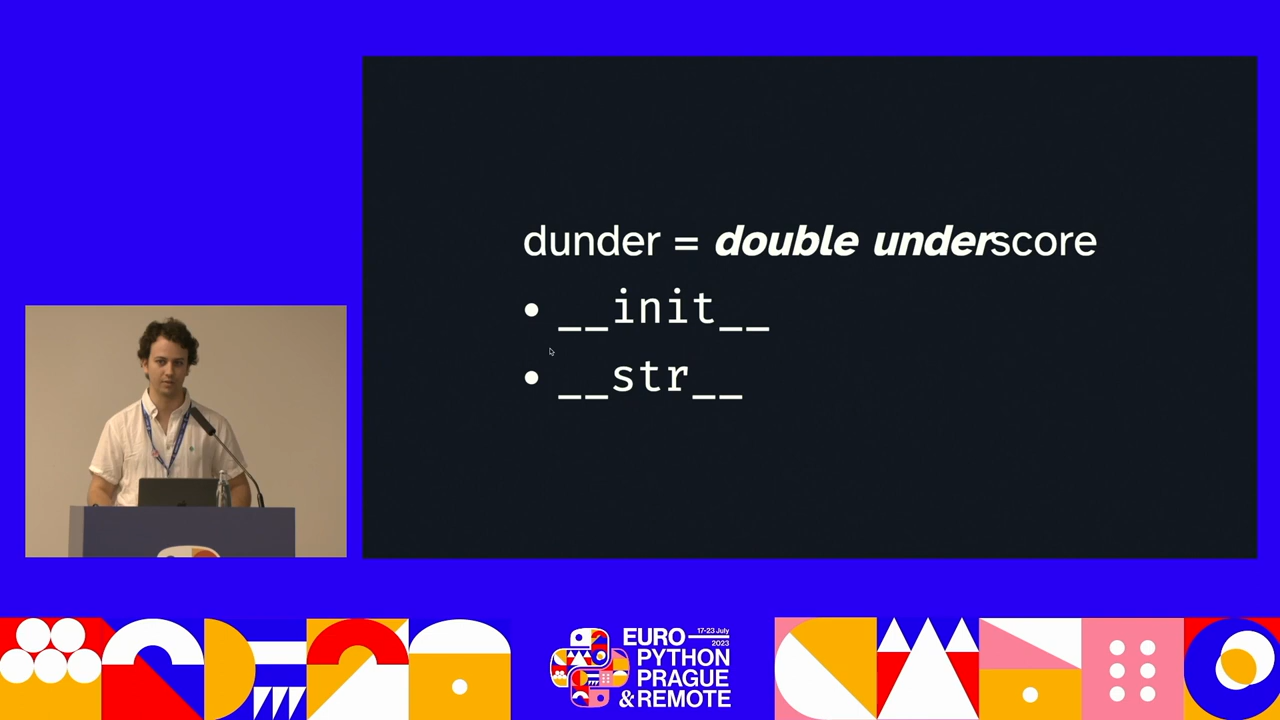 dunder = double underscore
• __init__
• __str__
EURO 17-23 July
2023
PYTHON
PRAGUE
& REMOTE